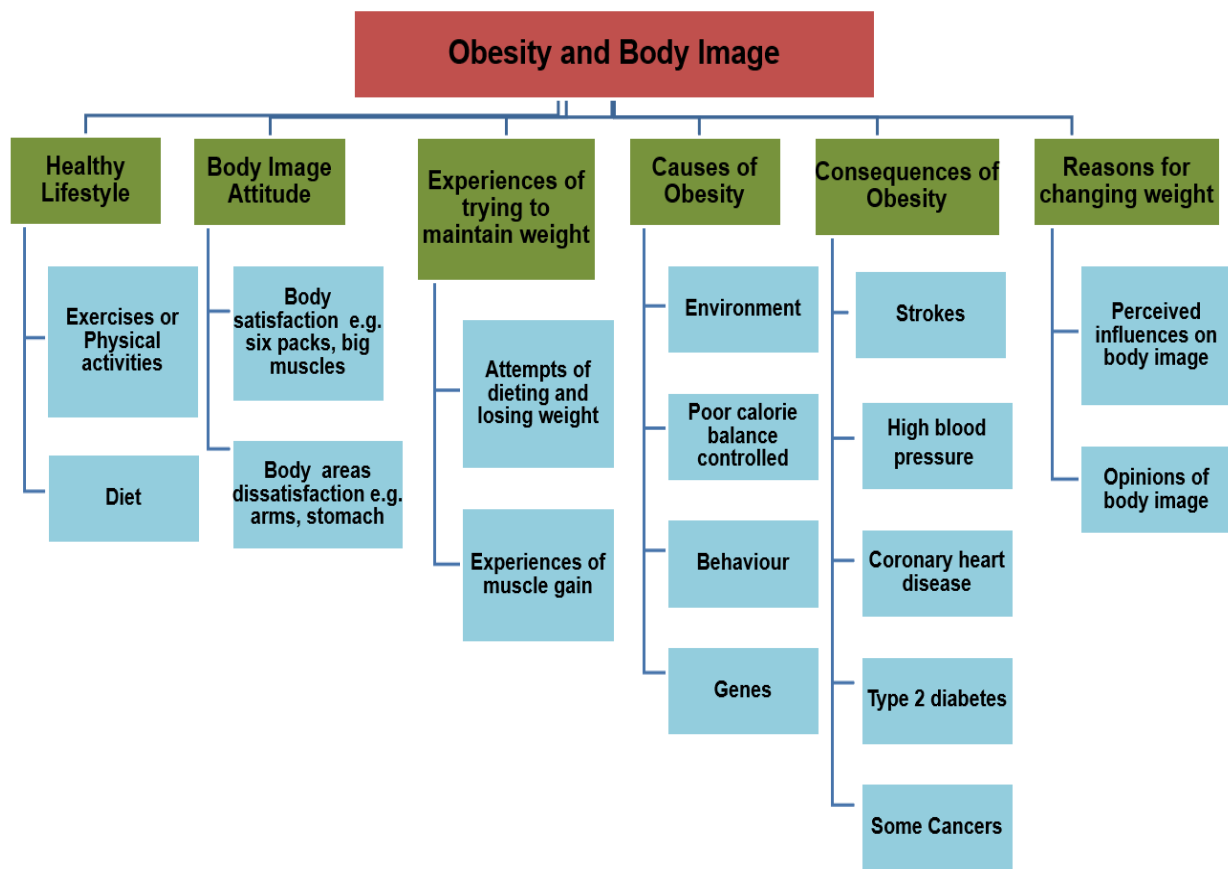 Obesity and Body Image
Healthy
Lifestyle
Exercises or
Physical
activities
Diet
Body Image
Attitude
Body
satisfaction e.g.
six packs, big
muscles
Body areas
dissatisfaction e.g.
arms, stomach
Experiences of
trying to
maintain weight
Attempts of
dieting and
losing weight
Experiences of
muscle gain
Causes of
Obesity
Environment
Poor calorie
balance
controlled
Behaviour
Genes
Consequences of
Obesity
Strokes
High blood
pressure
Coronary heart
disease
Type 2 diabetes
Some Cancers
Reasons for
changing weight
Perceived
influences on
body image
Opinions of
body image